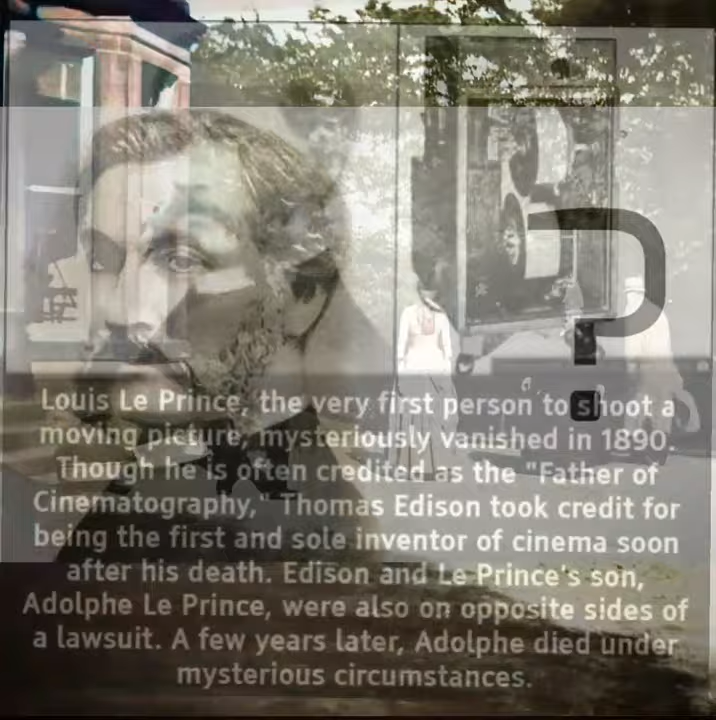 ?
Louis Le Prince, the very first person to shoot a
moving picture, mysteriously vanished in 1890.
Though he is often credited as the "Father of
Cinematography," Thomas Edison took credit for
being the first and sole inventor of cinema soon
after his death. Edison and Le Prince's son,
Adolphe Le Prince, were also on opposite sides of
a lawsuit. A few years later, Adolphe died under
mysterious circumstances.